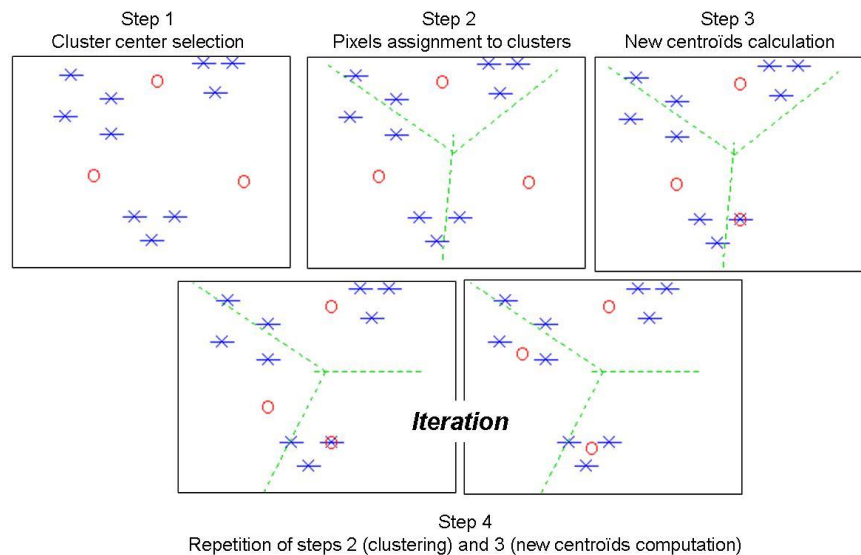 Step 1
Cluster center selection
Step 2
Pixels assignment to clusters
Step 3
New centroïds calculation
Iteration
Step 4
Repetition of steps 2 (clustering) and 3 (new centroïds computation)